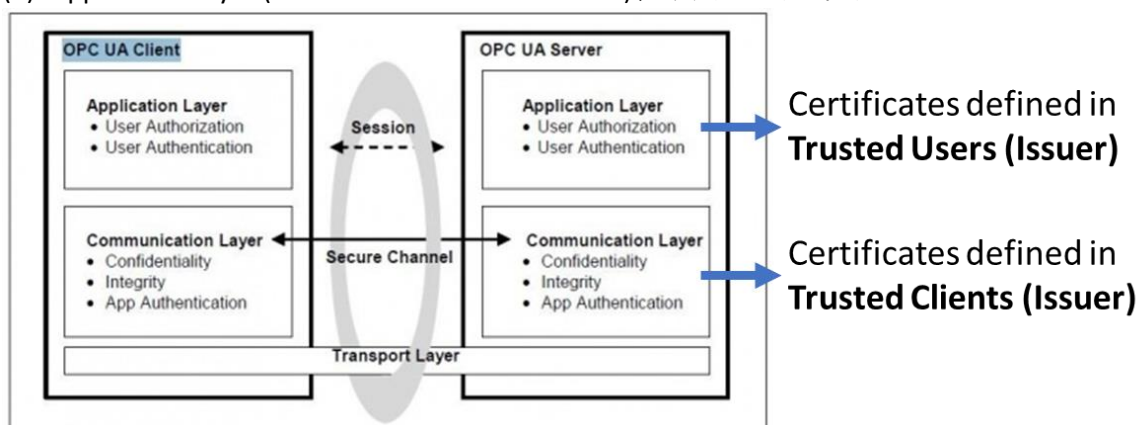 OPC UA Client
Application Layer
• User Authorization
• User Authentication
Communication Layer
• Confidentiality
• Integrity
• App Authentication
Session
Secure Channel
Transport Layer
OPC UA Server
Application Layer
• User Authorization
• User Authentication
Communication Layer
• Confidentiality
• Integrity
• App Authentication
Certificates defined in
Trusted Users (Issuer)
Certificates defined in
Trusted Clients (Issuer)